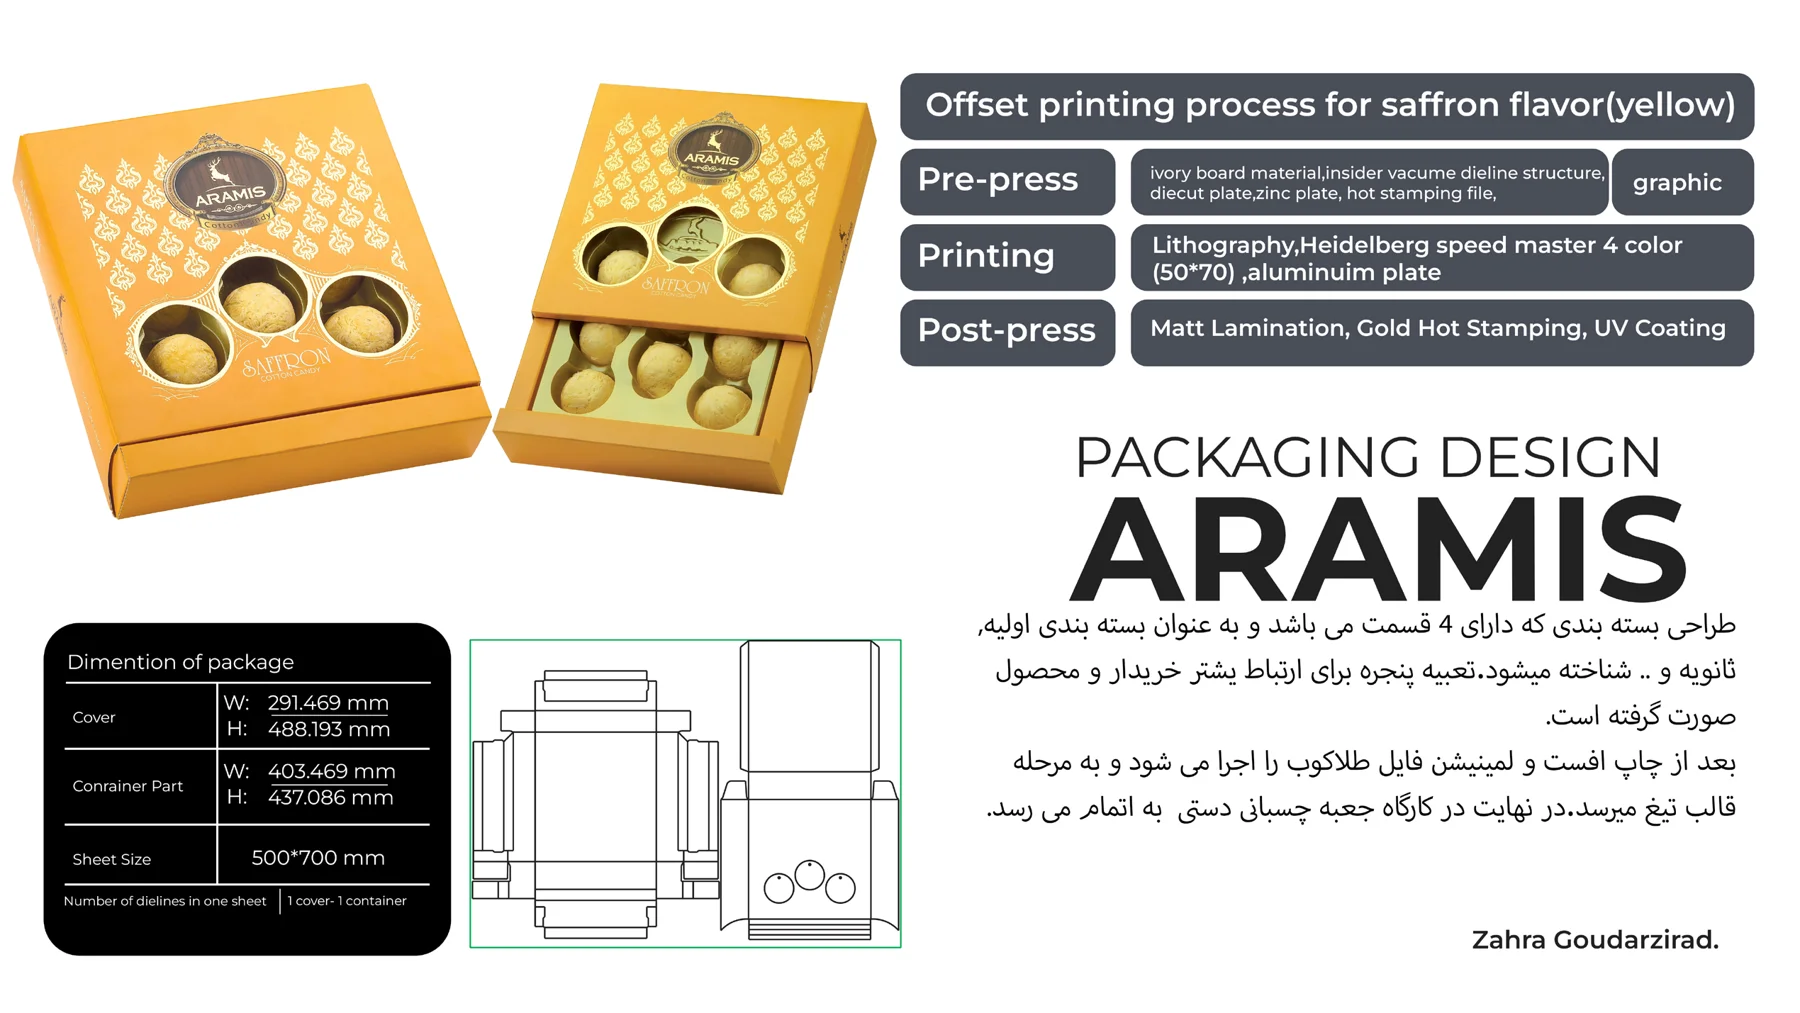 ARAMIS
Cotton Candy
SAFFRON
COTTON CANDY
ARAMIS
SAFFRON
COTTON CANDY
Offset printing process for saffron flavor(yellow)
Pre-press
ivory board material,insider vacume dieline structure,
diecut plate,zinc plate, hot stamping file,
graphic
Printing
Lithography,Heidelberg speed master 4 color
(50*70) ,aluminuim plate
Post-press
Matt Lamination, Gold Hot Stamping, UV Coating
PACKAGING DESIGN
ARAMIS
طراحی بسته بندی که دارای 4 قسمت می باشد و به عنوان بسته بندی اولیه,
ثانویه و .. شناخته میشود.تعبیه پنجره برای ارتباط یشتر خریدار و محصول
صورت گرفته است.
بعد از چاپ افست و لمینیشن فایل طلاکوب را اجرا می شود و به مرحله
قالب تیغ میرسد.در نهایت در کارگاه جعبه چسبانی دستی به اتمام می رسد.
Dimention of package
Cover
W: 291.469 mm
H: 488.193 mm
Conrainer Part
W: 403.469 mm
H: 437.086 mm
Sheet Size
500*700 mm
Number of dielines in one sheet
1 cover- 1 container
Zahra Goudarzirad.